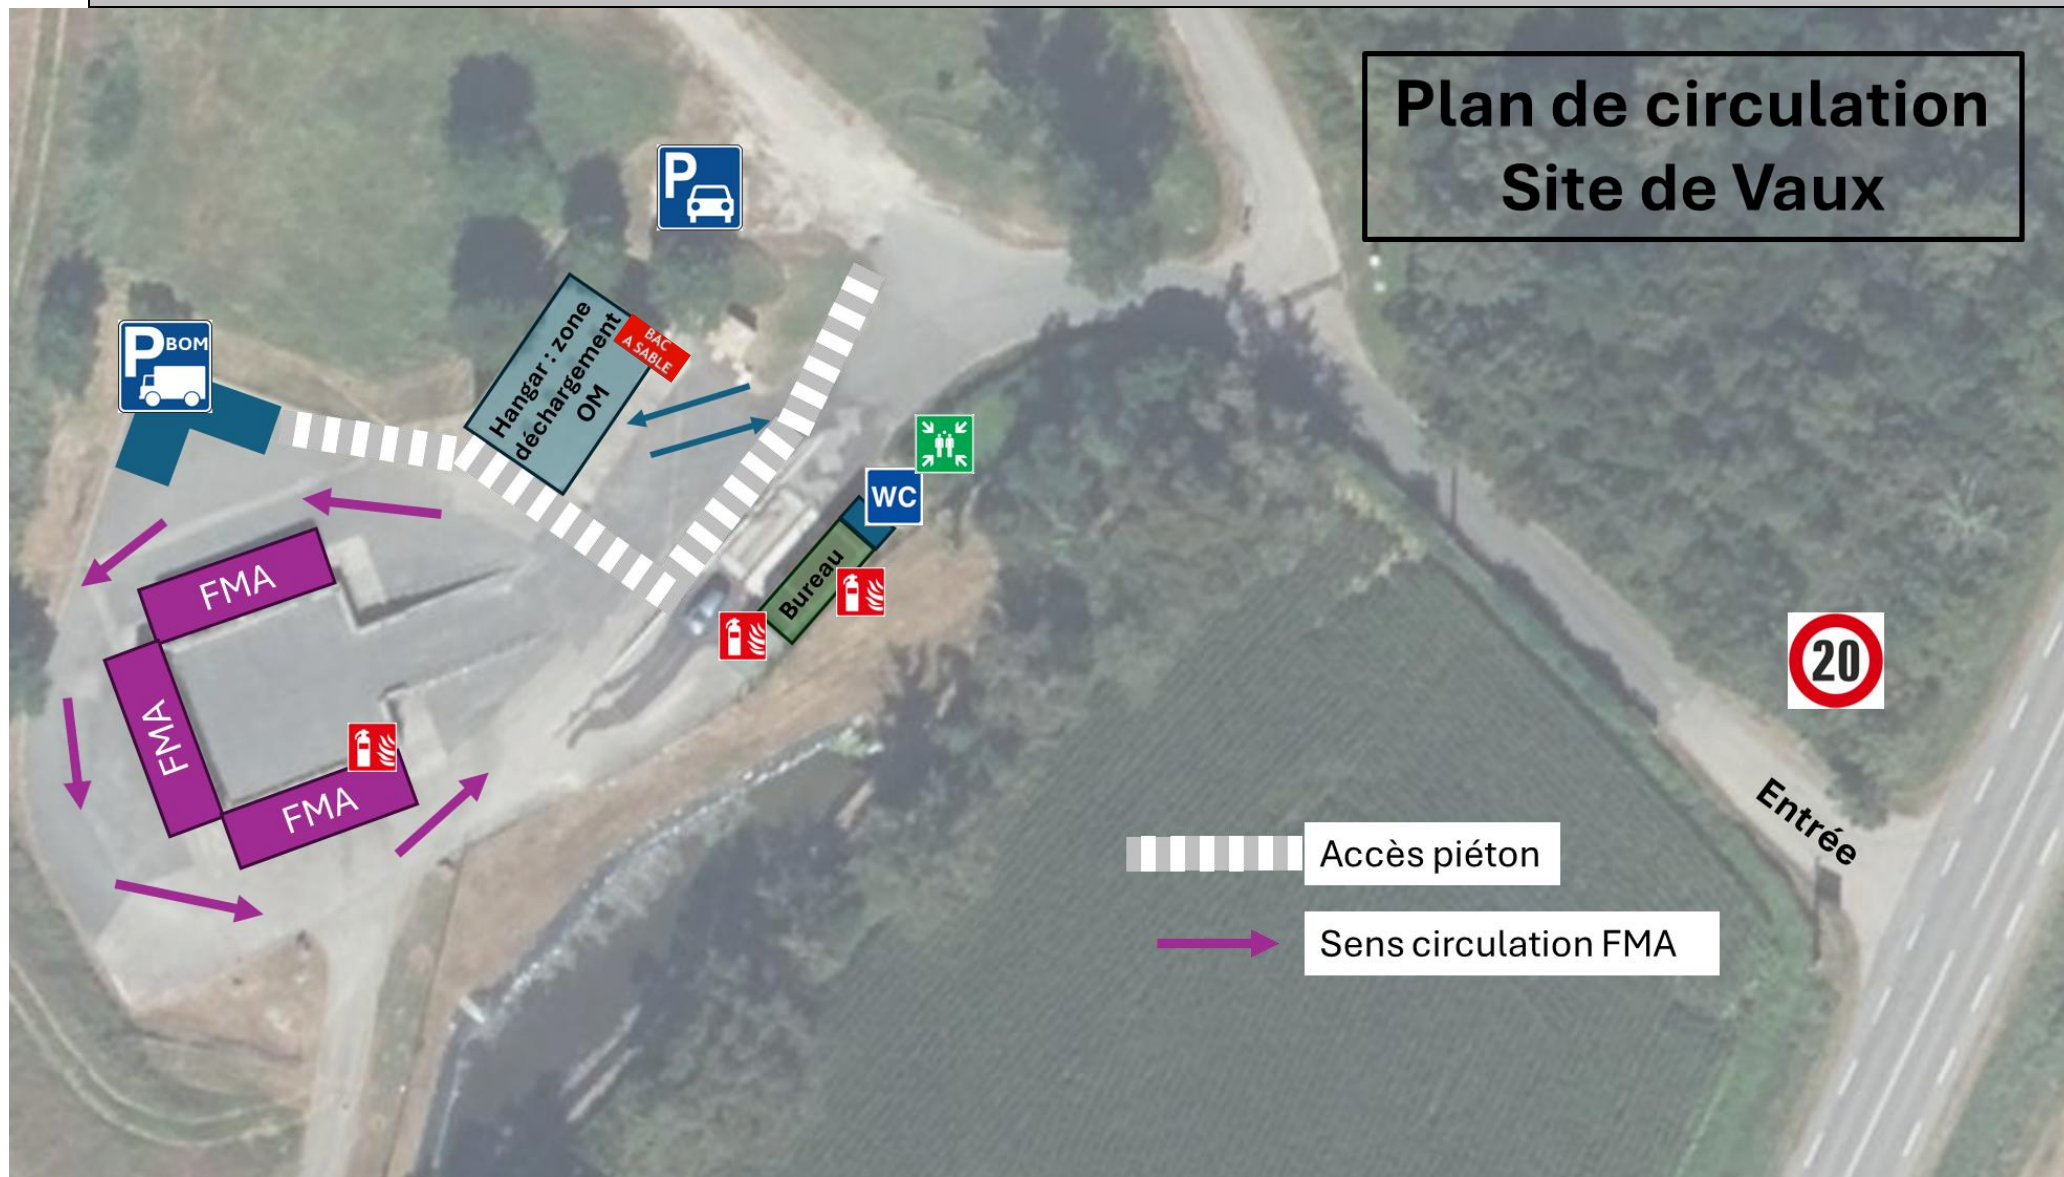 Plan de circulation
Site de Vaux
P
P BOM
Hangar : zone
déchargement
OM
BAC
A SABLE
WC
Bureau
FMA
FMA
FMA
20
Entrée
Accès piéton
Sens circulation FMA